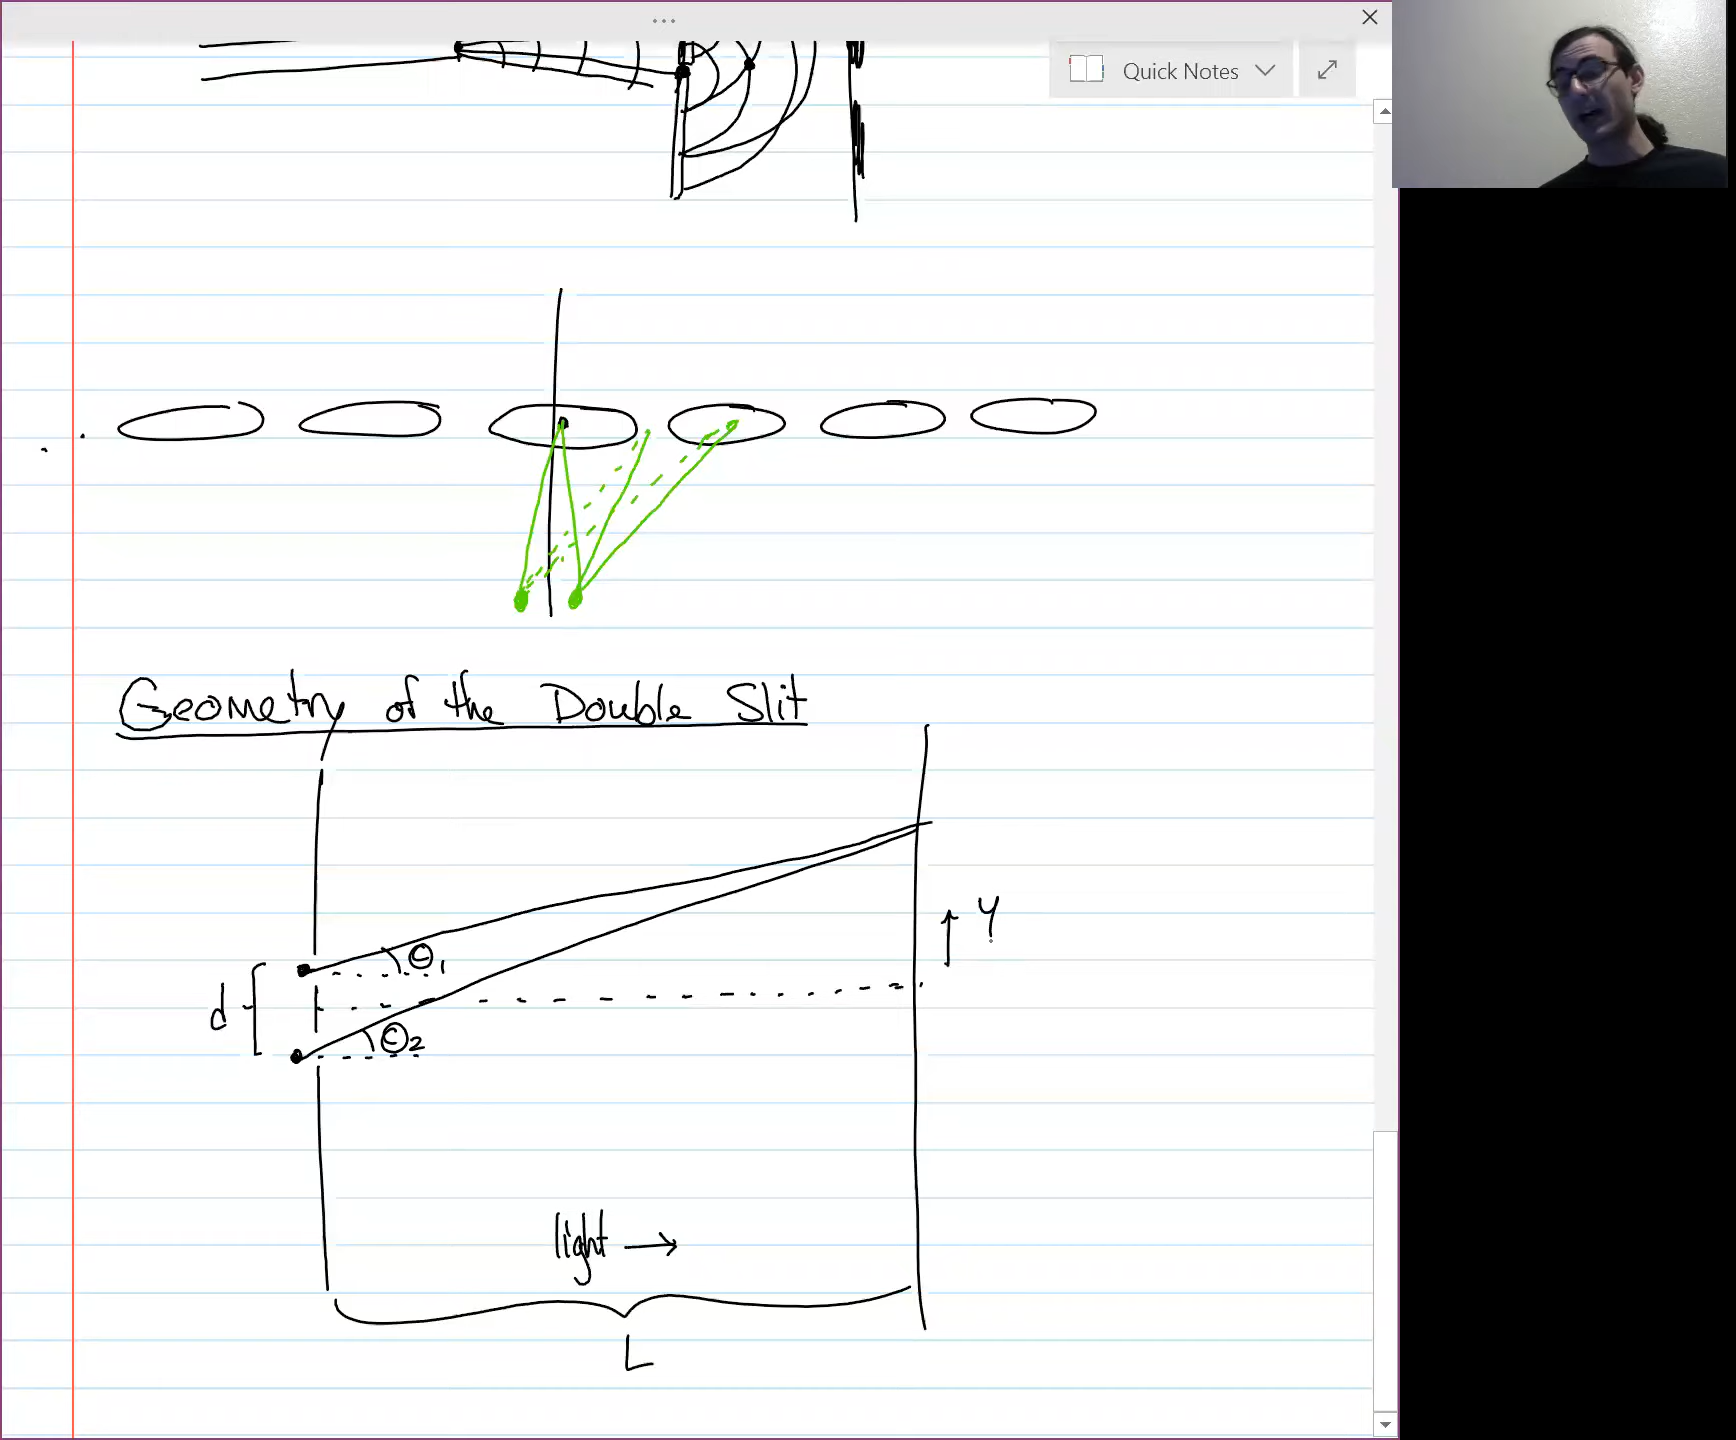 Quick Notes
Geometry of the Double Slit
y
Θ1
d
Θ2
light →
L